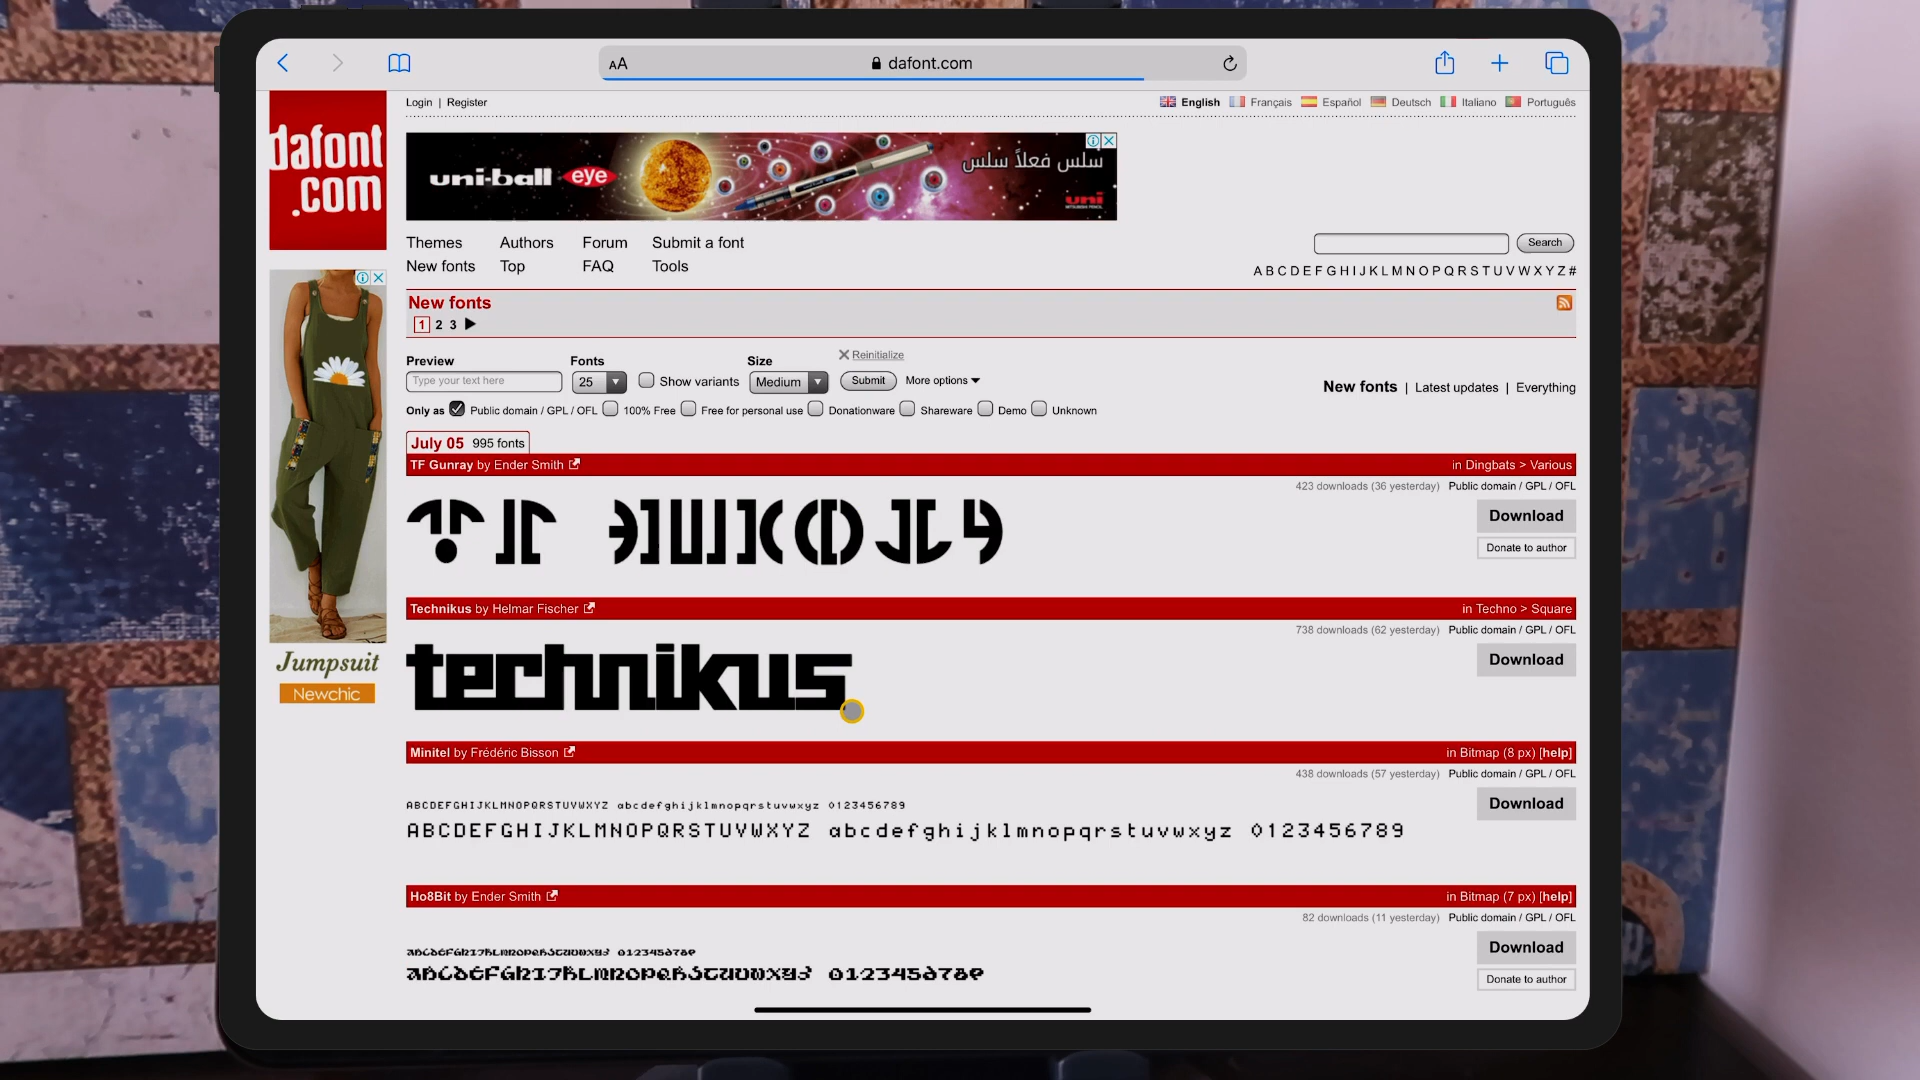 AA
dafont.com
dafont
.com
Login | Register
English Français Español Deutsch Italiano Português
uni-ball eye
سلس فعلاً سلس
uni
MITSUBISHI PENCIL
Themes Authors Forum Submit a font
New fonts Top FAQ Tools
Search
A B C D E F G H I J K L M N O P Q R S T U V W X Y Z #
New fonts
1 2 3
Preview Fonts Size Reinitialize
Type your text here 25 Show variants Medium Submit More options
New fonts | Latest updates | Everything
Only as Public domain / GPL / OFL 100% Free Free for personal use Donationware Shareware Demo Unknown
July 05 995 fonts
TF Gunray by Ender Smith in Dingbats > Various
423 downloads (36 yesterday) Public domain / GPL / OFL
Download
Donate to author
Technikus by Helmar Fischer in Techno > Square
738 downloads (62 yesterday) Public domain / GPL / OFL
technikus
Download
Jumpsuit
Newchic
Minitel by Frédéric Bisson in Bitmap (8 px) [help]
438 downloads (57 yesterday) Public domain / GPL / OFL
Download
ABCDEFGHIJKLMNOPQRSTUVWXYZ abcdefghijklmnopqrstuvwxyz 0123456789
ABCDEFGHIJKLMNOPQRSTUVWXYZ abcdefghijklmnopqrstuvwxyz 0123456789
Ho8Bit by Ender Smith in Bitmap (7 px) [help]
82 downloads (11 yesterday) Public domain / GPL / OFL
Download
ABCDEFGHIJKLMNOPQRSTUVWXYZ 0123456789
ABCDEFGHIJKLMNOPQRSTUVWXYZ 0123456789
Donate to author